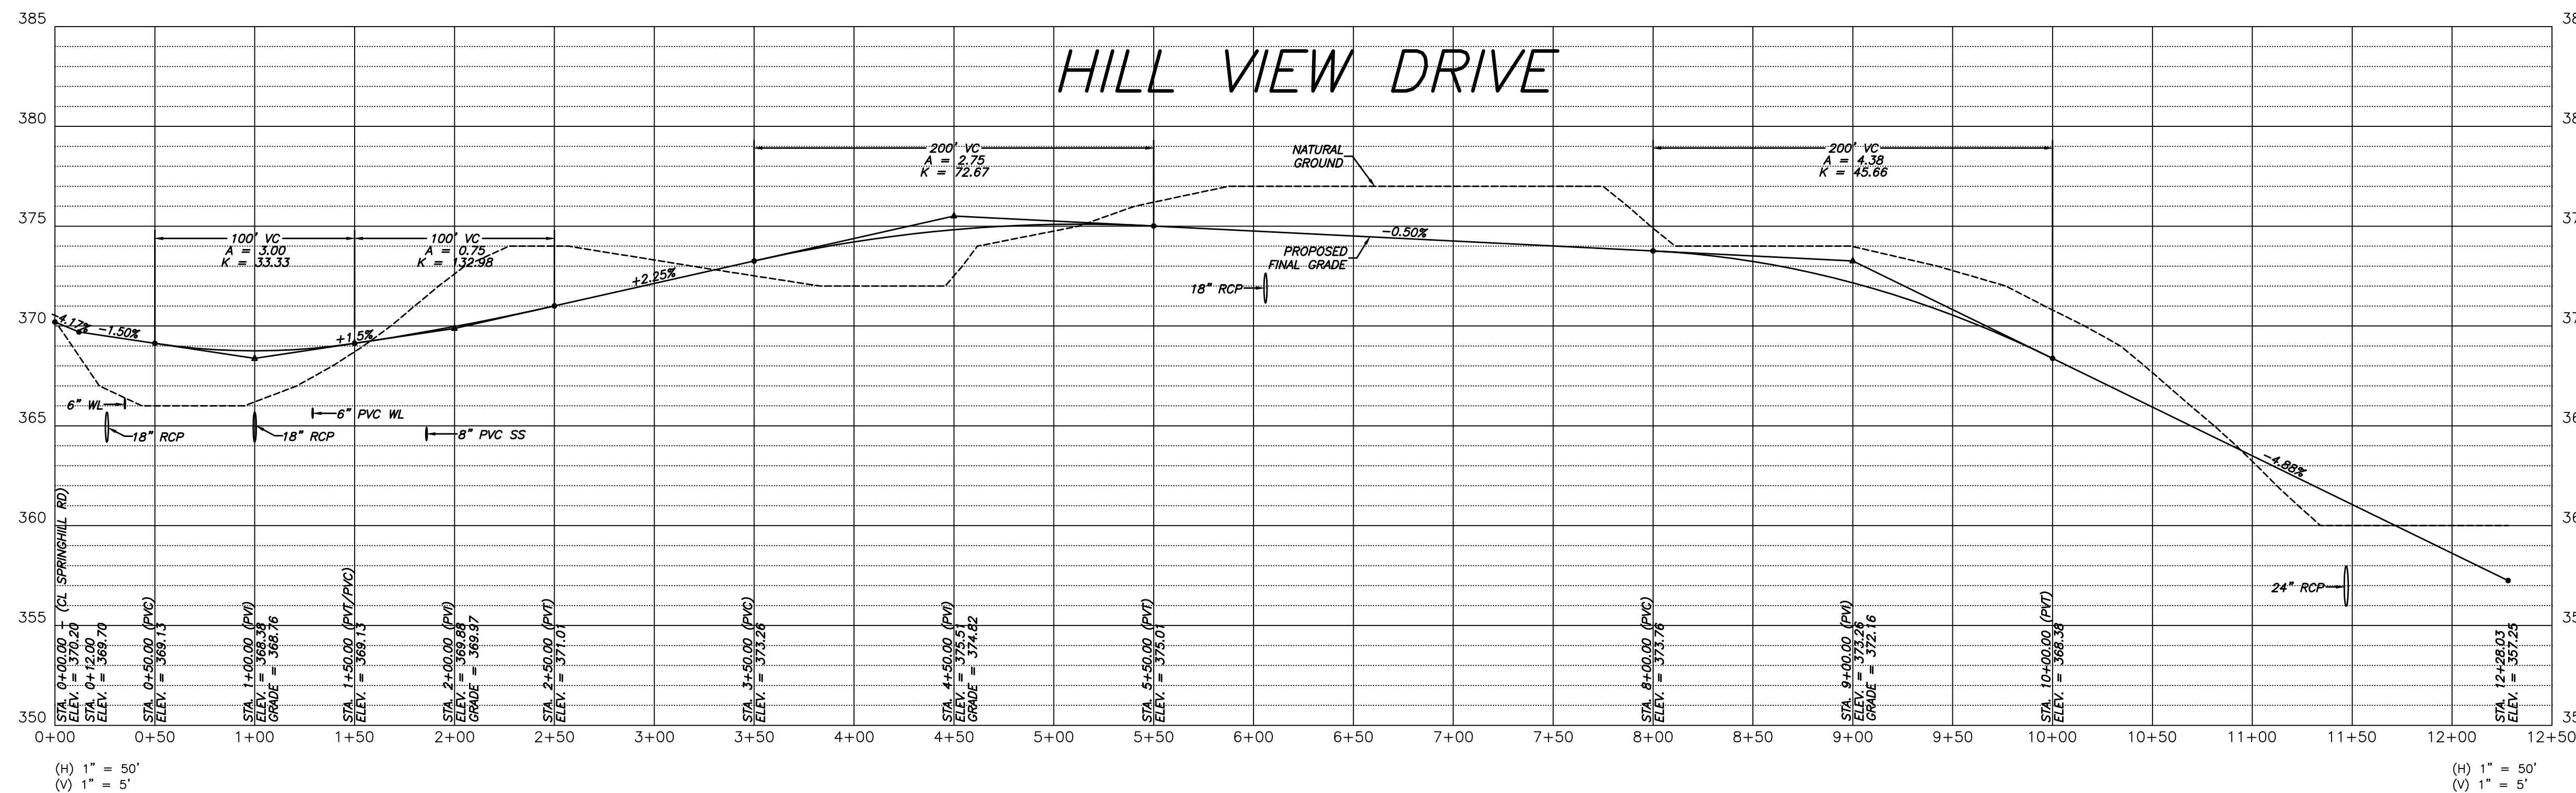 HILL VIEW DRIVE
385
380
375
370
365
360
355
350
38
38
37
37
36
36
35
35
200' VC
A = 2.75
K = 72.67
NATURAL
GROUND
200' VC
A = 4.38
K = 45.66
100' VC
A = 3.00
K = 33.33
100' VC
A = 0.75
K = 132.98
-4.17%
-1.50%
+1.5%
+2.25%
-0.50%
PROPOSED
FINAL GRADE
18" RCP
6" WL
18" RCP
18" RCP
6" PVC WL
8" PVC SS
-4.88%
24" RCP
STA. 0+00.00 - (CL SPRINGHILL RD)
ELEV. = 370.20
STA. 0+12.00
ELEV. = 369.70
STA. 0+50.00 (PVC)
ELEV. = 369.13
STA. 1+00.00 (PVI)
ELEV. = 368.38
GRADE = 368.76
STA. 1+50.00 (PVT/PVC)
ELEV. = 369.13
STA. 2+00.00 (PVI)
ELEV. = 369.88
GRADE = 369.97
STA. 2+50.00 (PVT)
ELEV. = 371.01
STA. 3+50.00 (PVC)
ELEV. = 373.26
STA. 4+50.00 (PVI)
ELEV. = 375.51
GRADE = 374.82
STA. 5+50.00 (PVT)
ELEV. = 375.01
STA. 8+00.00 (PVC)
ELEV. = 373.76
STA. 9+00.00 (PVI)
ELEV. = 373.26
GRADE = 372.16
STA. 10+00.00 (PVT)
ELEV. = 368.38
STA. 12+28.03
ELEV. = 357.25
0+00 0+50 1+00 1+50 2+00 2+50 3+00 3+50 4+00 4+50 5+00 5+50 6+00 6+50 7+00 7+50 8+00 8+50 9+00 9+50 10+00 10+50 11+00 11+50 12+00 12+50
(H) 1" = 50'
(V) 1" = 5'
(H) 1" = 50'
(V) 1" = 5'